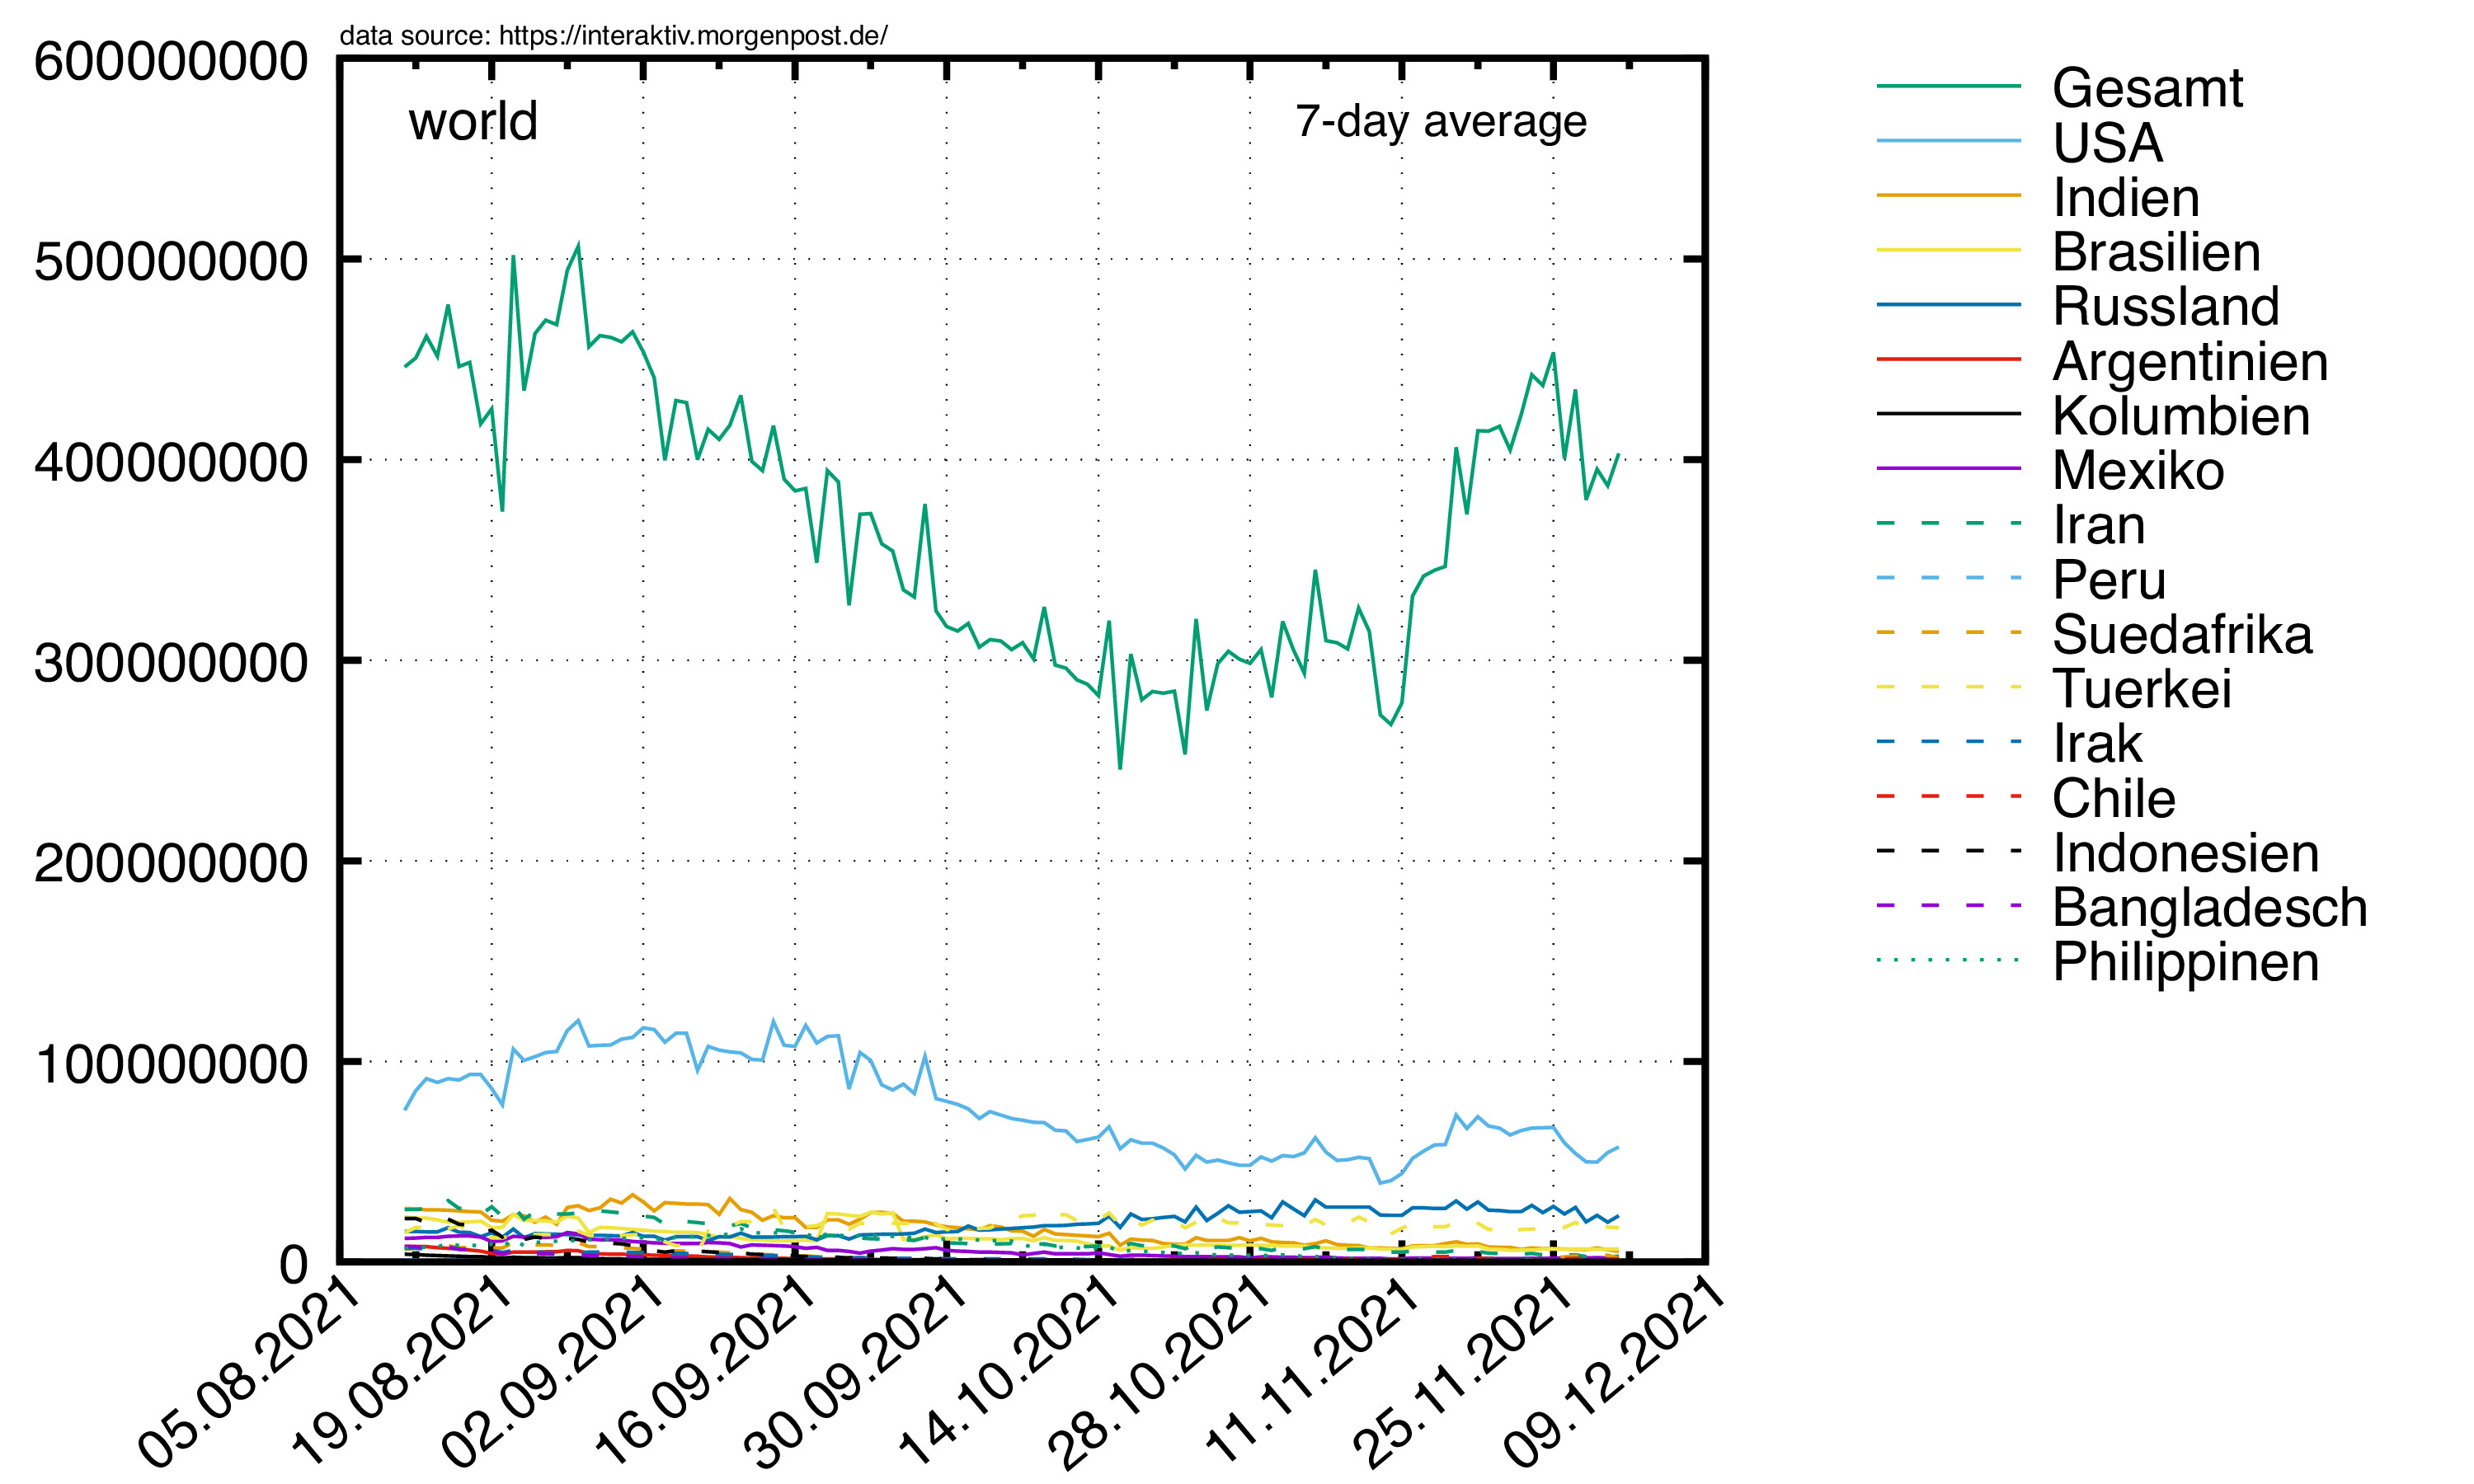 data source: https://interaktiv.morgenpost.de/
600000000
500000000
400000000
300000000
200000000
100000000
0
world
7-day average
05.08.2021
19.08.2021
02.09.2021
16.09.2021
30.09.2021
14.10.2021
28.10.2021
11.11.2021
25.11.2021
09.12.2021
Gesamt
USA
Indien
Brasilien
Russland
Argentinien
Kolumbien
Mexiko
Iran
Peru
Suedafrika
Tuerkei
Irak
Chile
Indonesien
Bangladesch
Philippinen